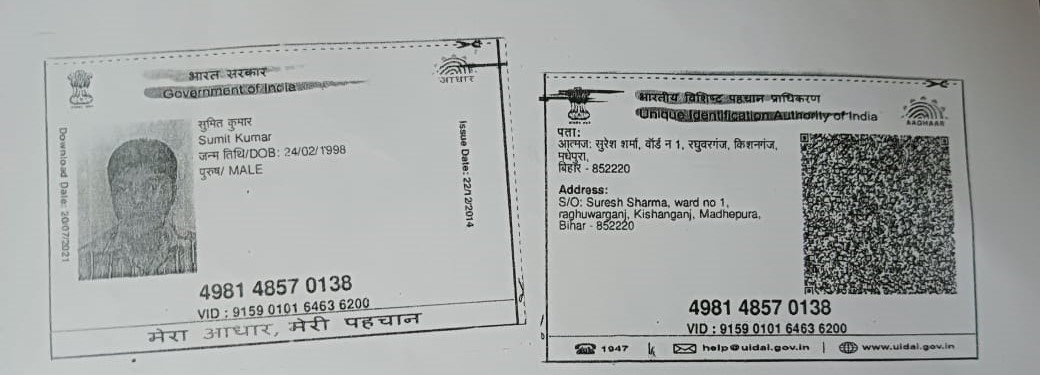 भारत सरकार
Government of India
आधार
Download Date: 20/07/2021
सुमित कुमार
Sumit Kumar
जन्म तिथि/DOB: 24/02/1998
पुरुष/ MALE
Issue Date: 22/12/2014
4981 4857 0138
VID : 9159 0101 6463 6200
मेरा आधार, मेरी पहचान
भारतीय विशिष्ट पहचान प्राधिकरण
Unique Identification Authority of India
AADHAAR
पता:
आत्मज: सुरेश शर्मा, वॉर्ड न 1, रघुवरगंज, किशनगंज,
मधेपुरा,
बिहार - 852220
Address:
S/O: Suresh Sharma, ward no 1,
raghuwarganj, Kishanganj, Madhepura,
Bihar - 852220
4981 4857 0138
VID : 9159 0101 6463 6200
1947 | help@uidai.gov.in | www.uidai.gov.in